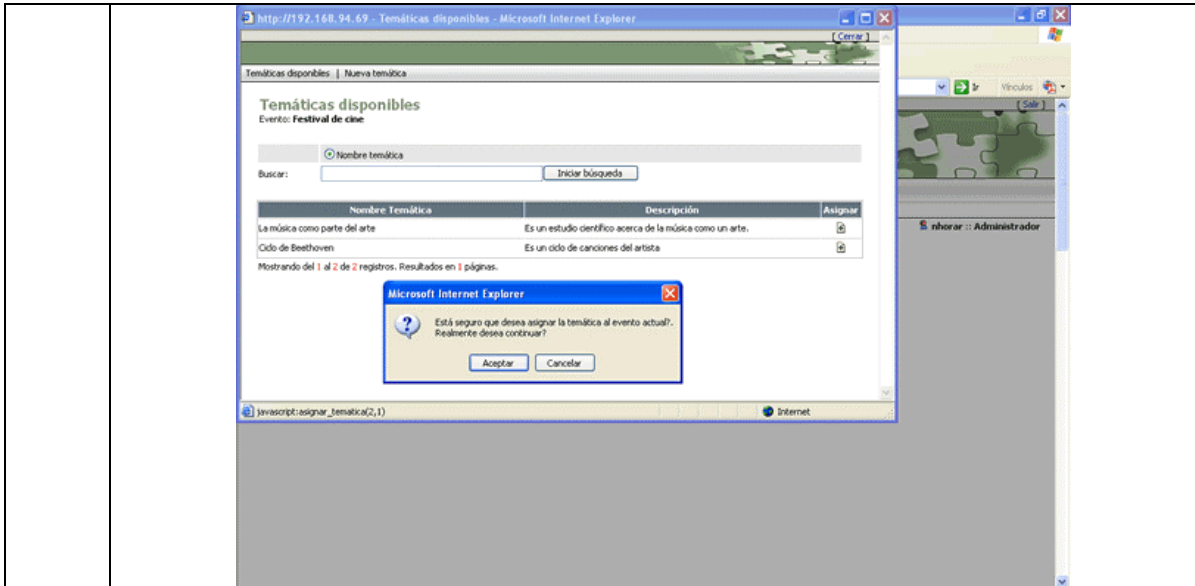 http://192.168.94.69 - Temáticas disponibles - Microsoft Internet Explorer
[ Cerrar ]
Temáticas disponibles | Nueva temática
Ir Vínculos
[ Salir ]
Temáticas disponibles
Evento: Festival de cine
Nombre temática
Buscar: Iniciar búsqueda
Nombre Temática Descripción Asignar
La música como parte del arte Es un estudio científico acerca de la música como un arte.
nhorar :: Administrador
Ciclo de Beethoven Es un ciclo de canciones del artista
Mostrando del 1 al 2 de 2 registros. Resultados en 1 páginas.
Microsoft Internet Explorer
Está seguro que desea asignar la temática al evento actual?.
Realmente desea continuar?
Aceptar Cancelar
javascript:asignar_tematica(2,1) Internet